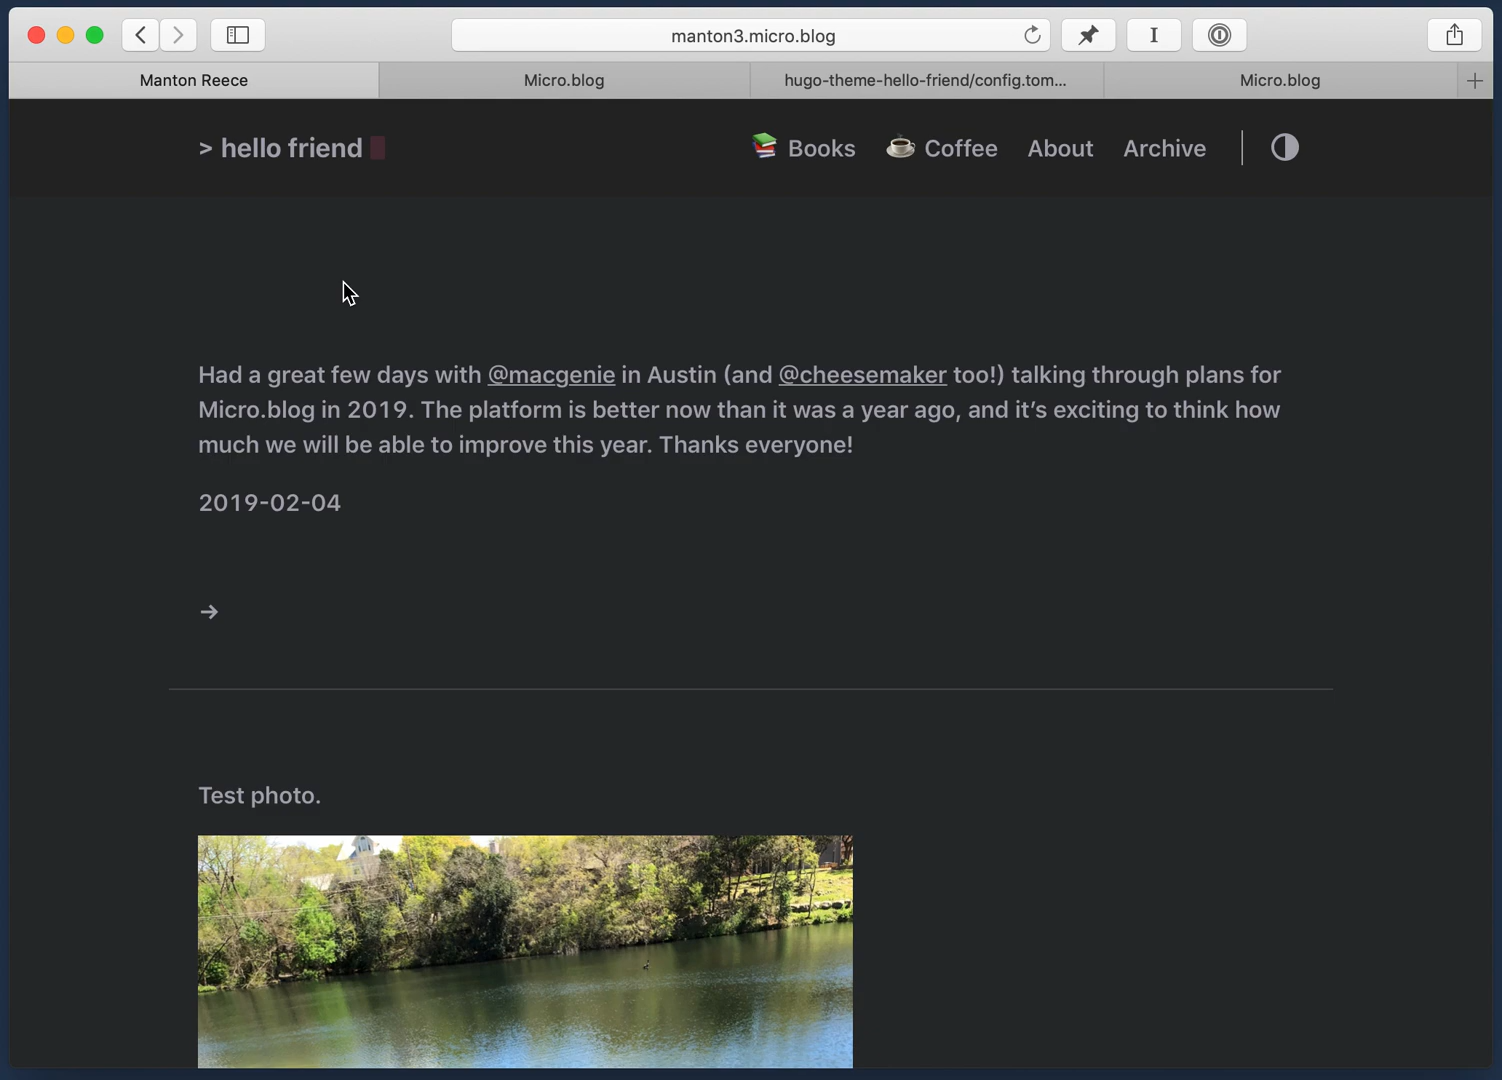 manton3.micro.blog
Manton Reece
Micro.blog
hugo-theme-hello-friend/config.tom...
Micro.blog
> hello friend
Books
Coffee
About
Archive
Had a great few days with @macgenie in Austin (and @cheesemaker too!) talking through plans for
Micro.blog in 2019. The platform is better now than it was a year ago, and it’s exciting to think how
much we will be able to improve this year. Thanks everyone!
2019-02-04
→
Test photo.